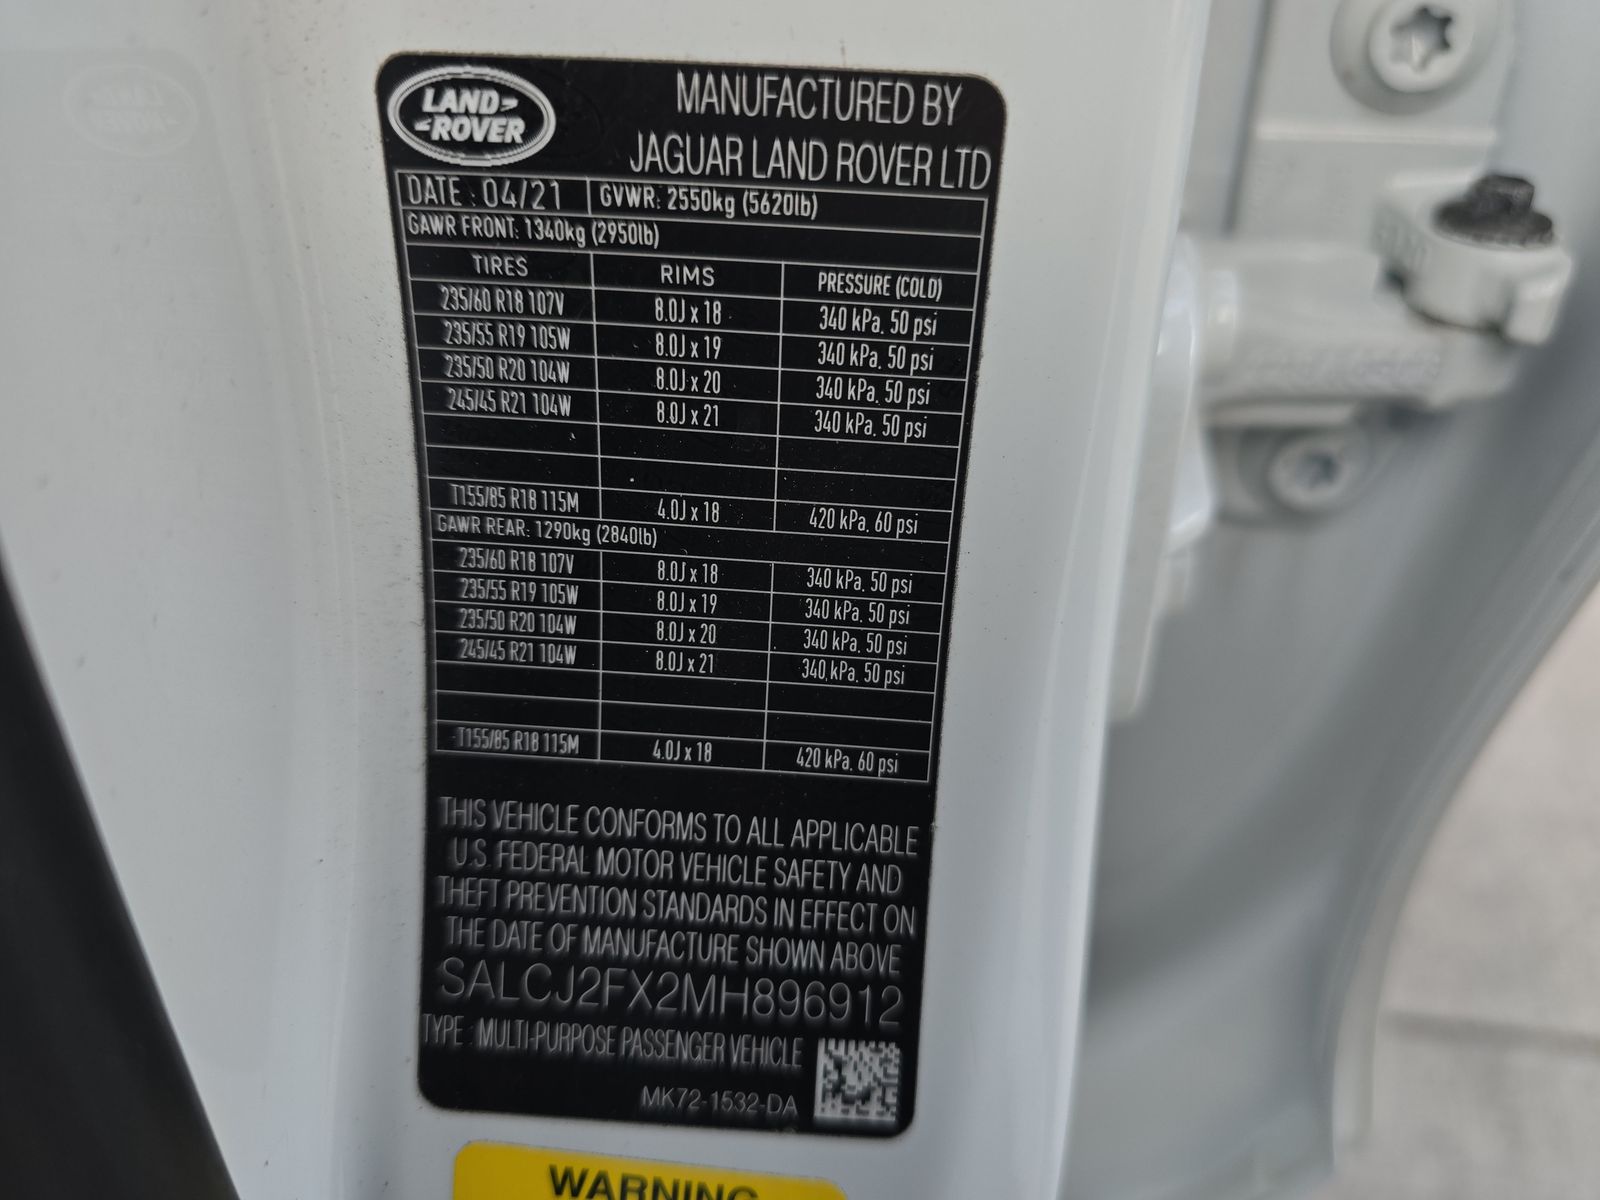 LAND ROVER
MANUFACTURED BY
JAGUAR LAND ROVER LTD
DATE : 04/21 GVWR: 2550kg (5620lb)
GAWR FRONT: 1340kg (2950lb)
TIRES RIMS PRESSURE (COLD)
235/60 R18 107V 8.0J x 18 340 kPa. 50 psi
235/55 R19 105W 8.0J x 19 340 kPa. 50 psi
235/50 R20 104W 8.0J x 20 340 kPa. 50 psi
245/45 R21 104W 8.0J x 21 340 kPa. 50 psi
T155/85 R18 115M 4.0J x 18 420 kPa. 60 psi
GAWR REAR: 1290kg (2840lb)
235/60 R18 107V 8.0J x 18 340 kPa. 50 psi
235/55 R19 105W 8.0J x 19 340 kPa. 50 psi
235/50 R20 104W 8.0J x 20 340 kPa. 50 psi
245/45 R21 104W 8.0J x 21 340 kPa. 50 psi
T155/85 R18 115M 4.0J x 18 420 kPa. 60 psi
THIS VEHICLE CONFORMS TO ALL APPLICABLE
U.S. FEDERAL MOTOR VEHICLE SAFETY AND
THEFT PREVENTION STANDARDS IN EFFECT ON
THE DATE OF MANUFACTURE SHOWN ABOVE
SALCJ2FX2MH896912
TYPE : MULTI-PURPOSE PASSENGER VEHICLE
MK72-1532-DA
WARNING